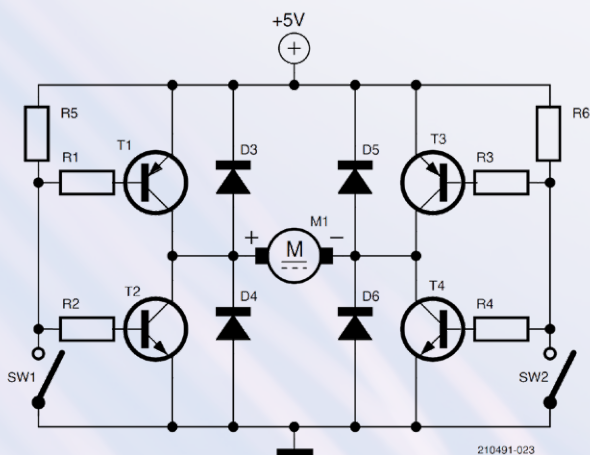 +5V
R5
R6
T1
D3
D5
T3
R1
R3
M1
+
M
−
T2
D4
D6
T4
R2
R4
SW1
SW2
210491-023